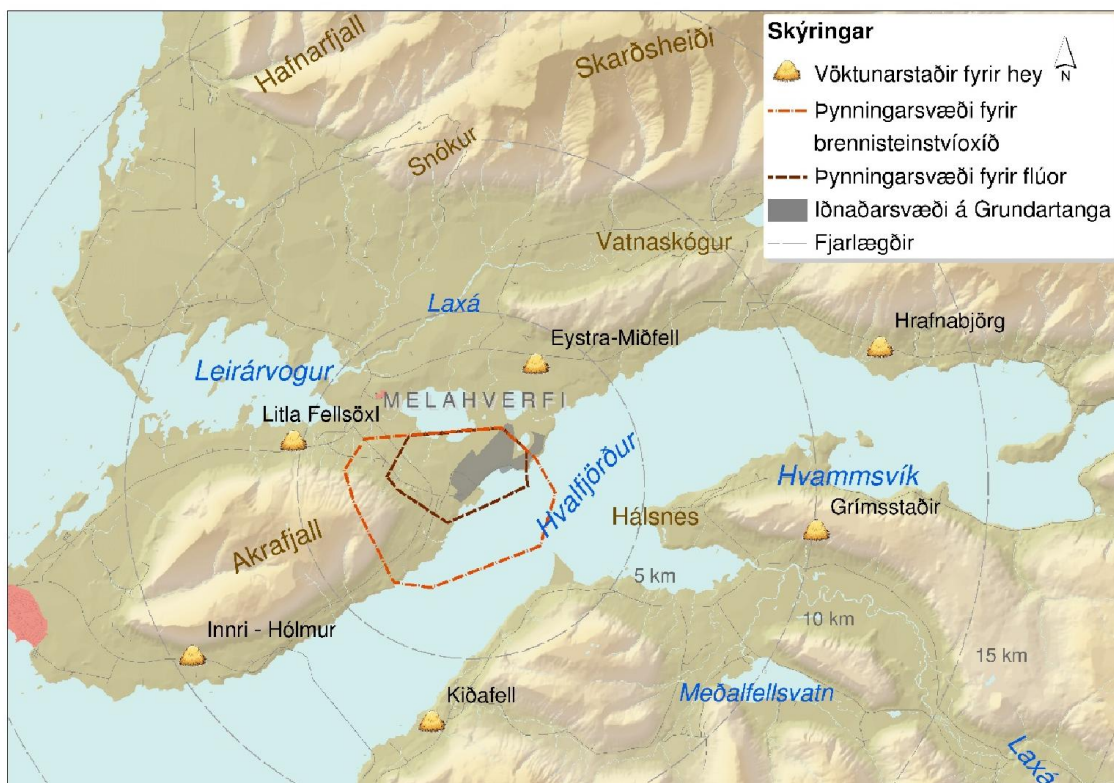 Skýringar
N
Vöktunarstaðir fyrir hey
Þynningarsvæði fyrir
brennisteinstvíoxíð
Þynningarsvæði fyrir flúor
Iðnaðarsvæði á Grundartanga
Fjarlægðir
Hafnarfjall
Skarðsheiði
Snókur
Vatnaskógur
Laxá
Hrafnabjörg
Eystra-Miðfell
Leirárvogur
MELAHVERFI
Litla Fellsöxl
Hvalfjörður
Hvammsvík
Grímsstaðir
Hálsnes
Akrafjall
5 km
10 km
15 km
Innri - Hólmur
Kiðafell
Meðalfellsvatn
Laxá